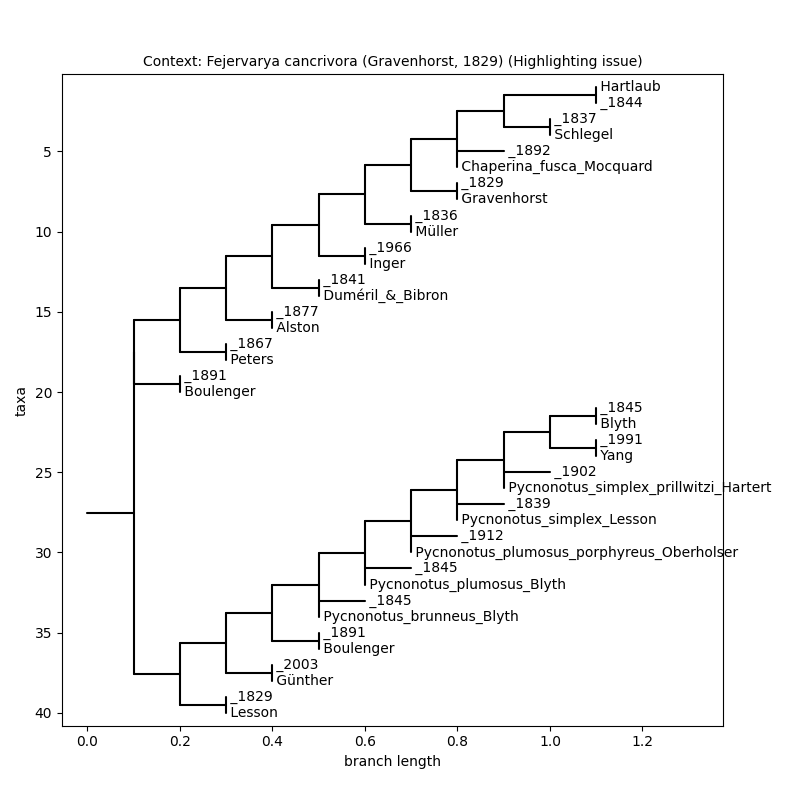 Context: Fejervarya cancrivora (Gravenhorst, 1829) (Highlighting issue)
Hartlaub
_1844
_1837
Schlegel
_1892
Chaperina_fusca_Mocquard
_1829
Gravenhorst
_1836
Müller
_1966
Inger
_1841
Duméril_&_Bibron
_1877
Alston
_1867
Peters
_1891
Boulenger
_1845
Blyth
_1991
Yang
_1902
Pycnonotus_simplex_prillwitzi_Hartert
_1839
Pycnonotus_simplex_Lesson
_1912
Pycnonotus_plumosus_porphyreus_Oberholser
_1845
Pycnonotus_plumosus_Blyth
_1845
Pycnonotus_brunneus_Blyth
_1891
Boulenger
_2003
Günther
_1829
Lesson
5
10
15
20
25
30
35
40
taxa
0.0 0.2 0.4 0.6 0.8 1.0 1.2
branch length